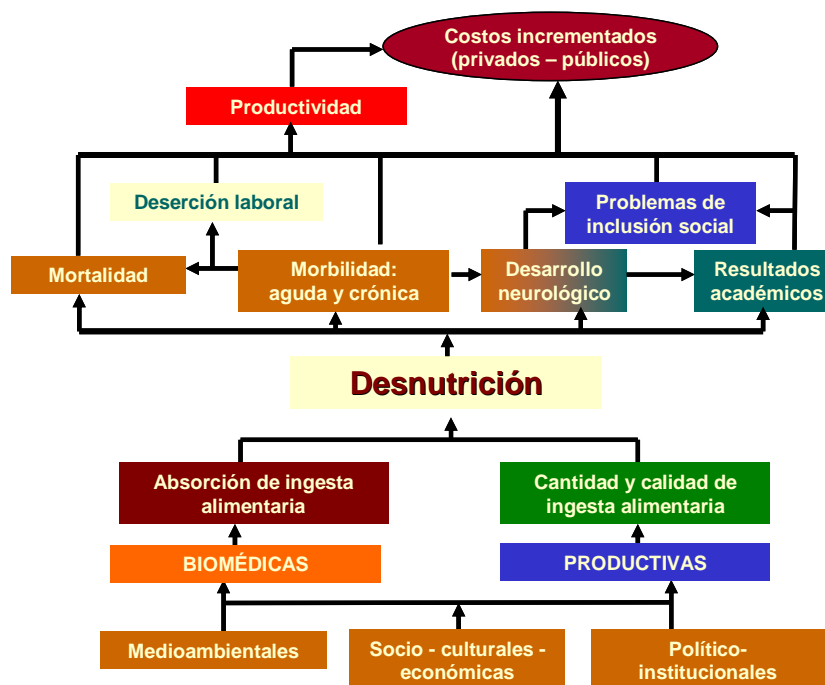 Costos incrementados
(privados – públicos)
Productividad
Deserción laboral
Problemas de
inclusión social
Mortalidad
Morbilidad:
aguda y crónica
Desarrollo
neurológico
Resultados
académicos
Desnutrición
Absorción de ingesta
alimentaria
Cantidad y calidad de
ingesta alimentaria
BIOMÉDICAS
PRODUCTIVAS
Medioambientales
Socio - culturales -
económicas
Político-
institucionales